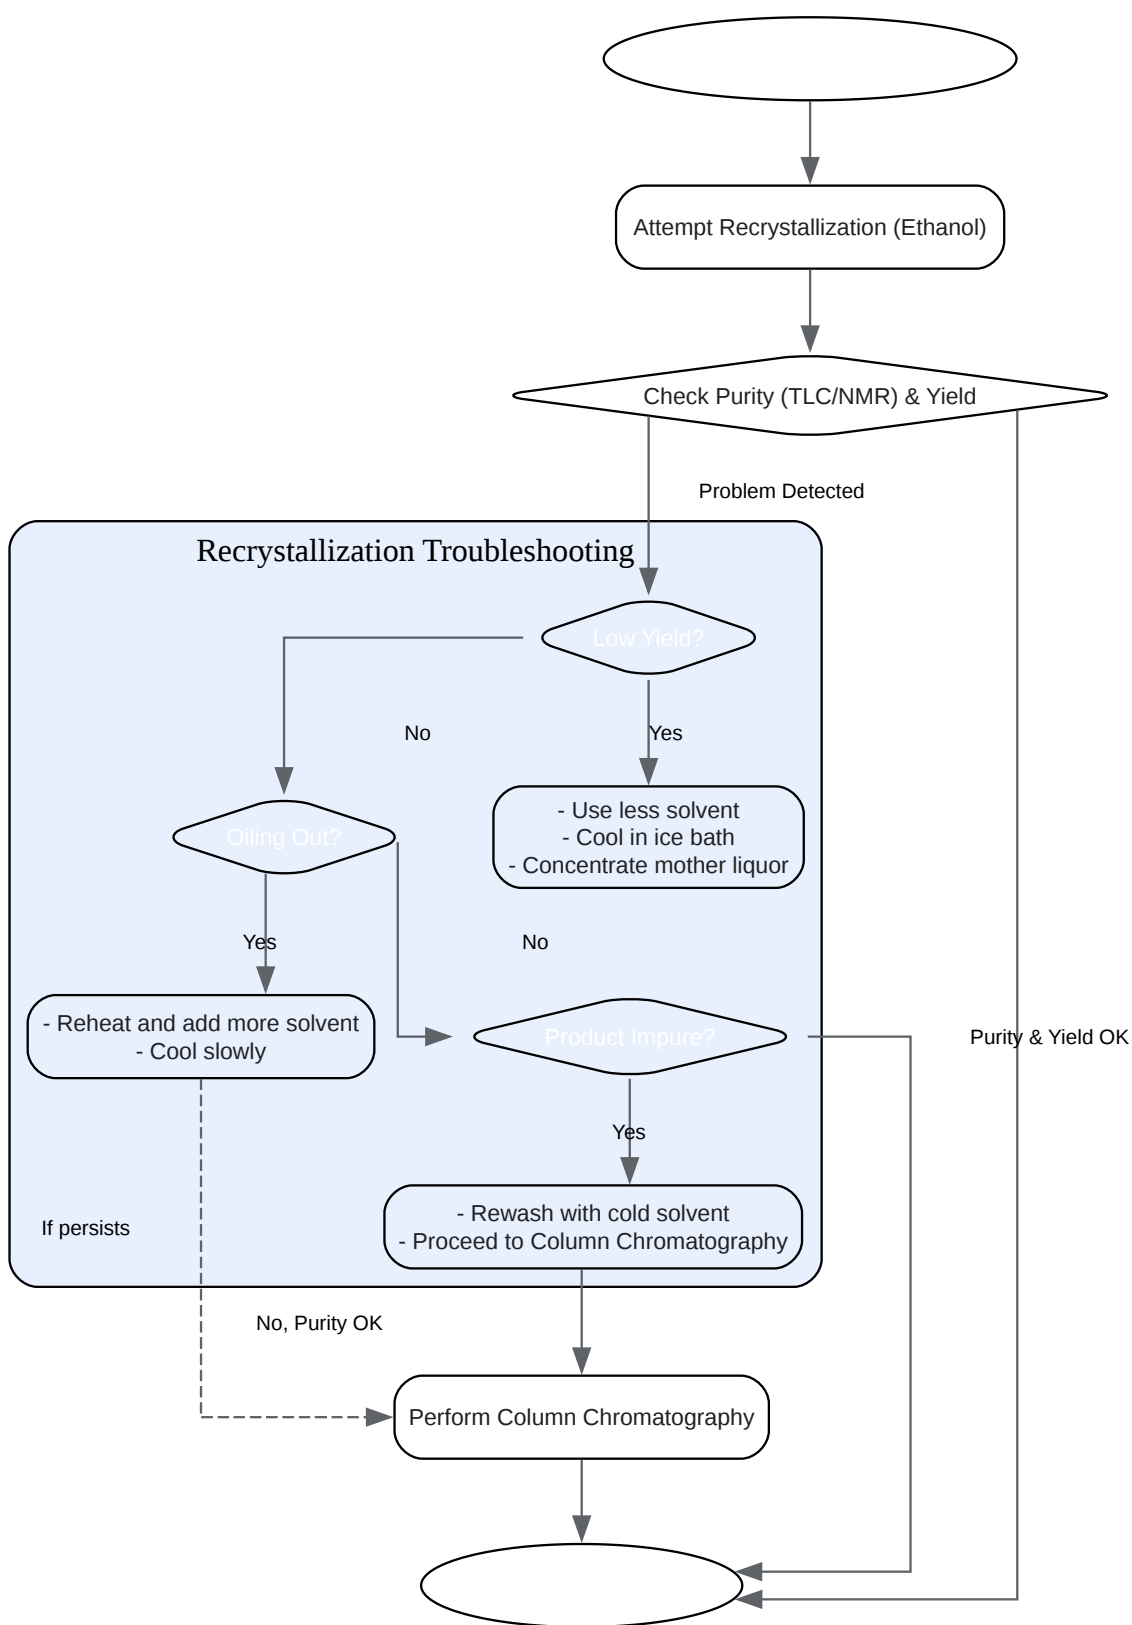 Attempt Recrystallization (Ethanol)
Check Purity (TLC/NMR) & Yield
Problem Detected
Recrystallization Troubleshooting
Low Yield?
No
Yes
- Use less solvent
- Cool in ice bath
- Concentrate mother liquor
Oiling Out?
Yes
No
- Reheat and add more solvent
- Cool slowly
Product Impure?
Purity & Yield OK
Yes
- Rewash with cold solvent
- Proceed to Column Chromatography
If persists
No, Purity OK
Perform Column Chromatography